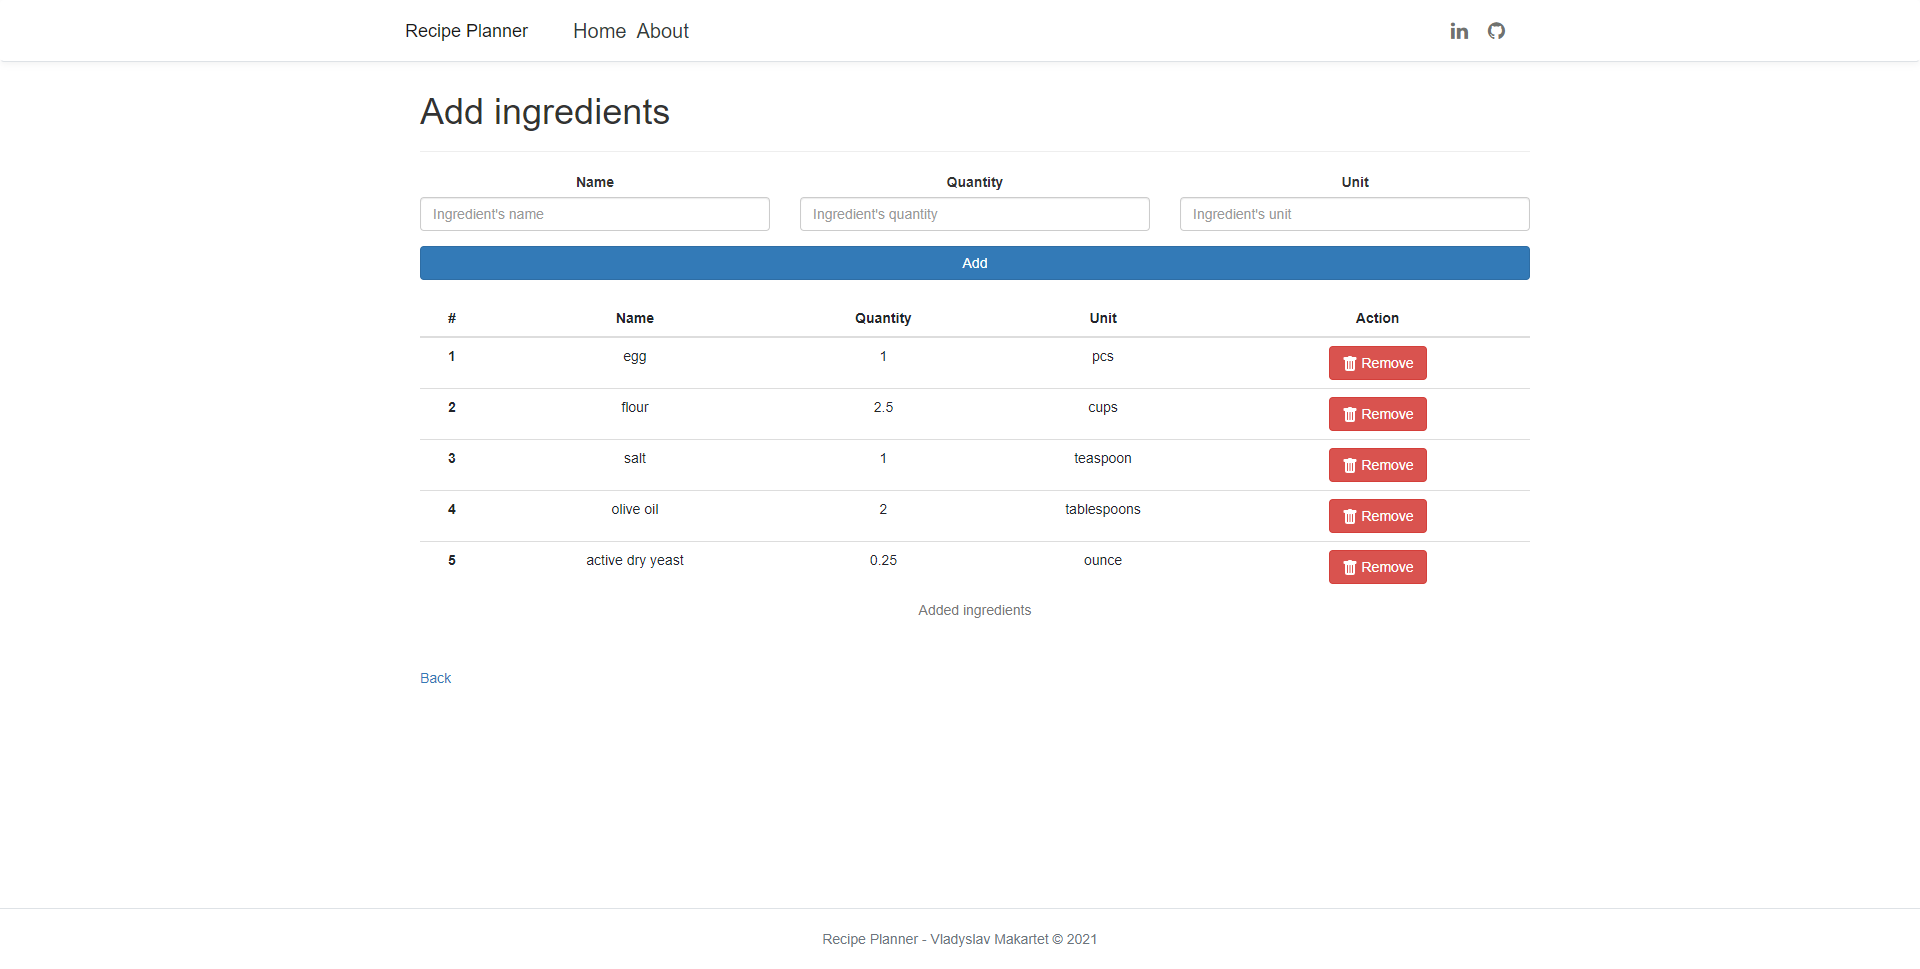 Recipe Planner Home About
Add ingredients
Name Quantity Unit
Ingredient's name Ingredient's quantity Ingredient's unit
Add
# Name Quantity Unit Action
1 egg 1 pcs Remove
2 flour 2.5 cups Remove
3 salt 1 teaspoon Remove
4 olive oil 2 tablespoons Remove
5 active dry yeast 0.25 ounce Remove
Added ingredients
Back
Recipe Planner - Vladyslav Makartet © 2021